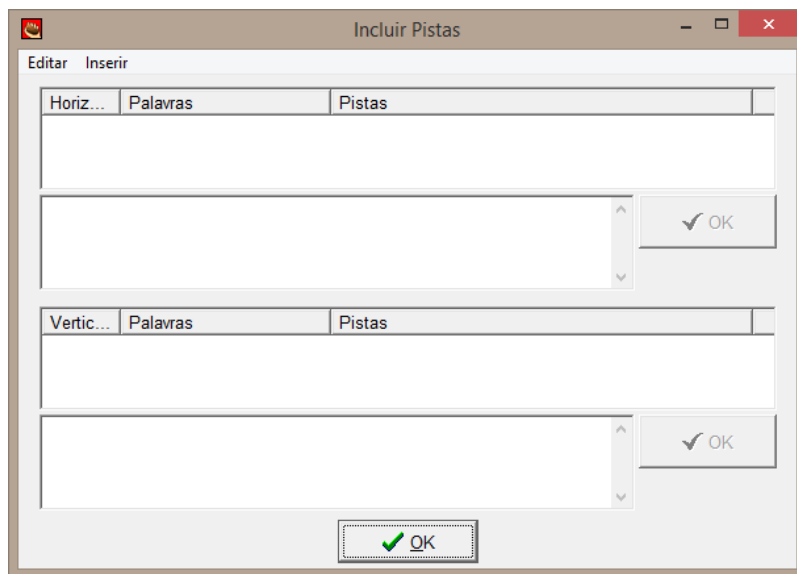 Incluir Pistas
Editar Inserir
Horiz... Palavras Pistas
OK
Vertic... Palavras Pistas
OK
OK